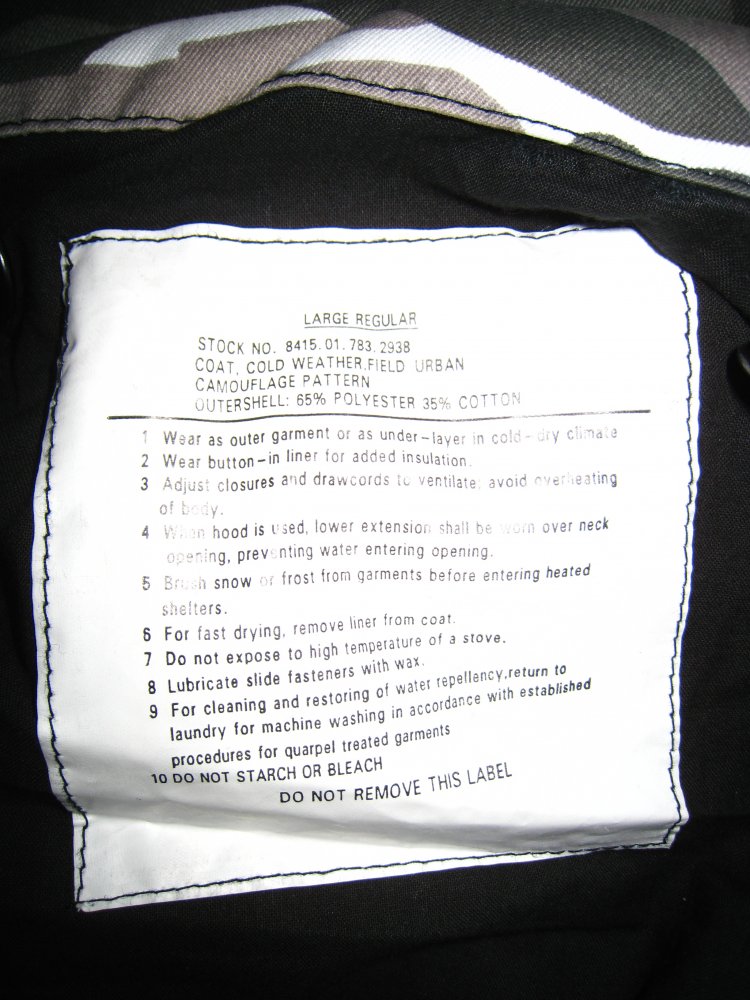 LARGE REGULAR
STOCK NO. 8415.01.783.2938
COAT, COLD WEATHER.FIELD URBAN
CAMOUFLAGE PATTERN
OUTERSHELL: 65% POLYESTER 35% COTTON
1 Wear as outer garment or as under-layer in cold-dry climate
2 Wear button-in liner for added insulation.
3 Adjust closures and drawcords to ventilate; avoid overheating
of body.
4 When hood is used, lower extension shall be worn over neck
opening, preventing water entering opening.
5 Brush snow or frost from garments before entering heated
shelters.
6 For fast drying, remove liner from coat.
7 Do not expose to high temperature of a stove.
8 Lubricate slide fasteners with wax.
9 For cleaning and restoring of water repellency,return to
laundry for machine washing in accordance with established
procedures for quarpel treated garments
10 DO NOT STARCH OR BLEACH
DO NOT REMOVE THIS LABEL